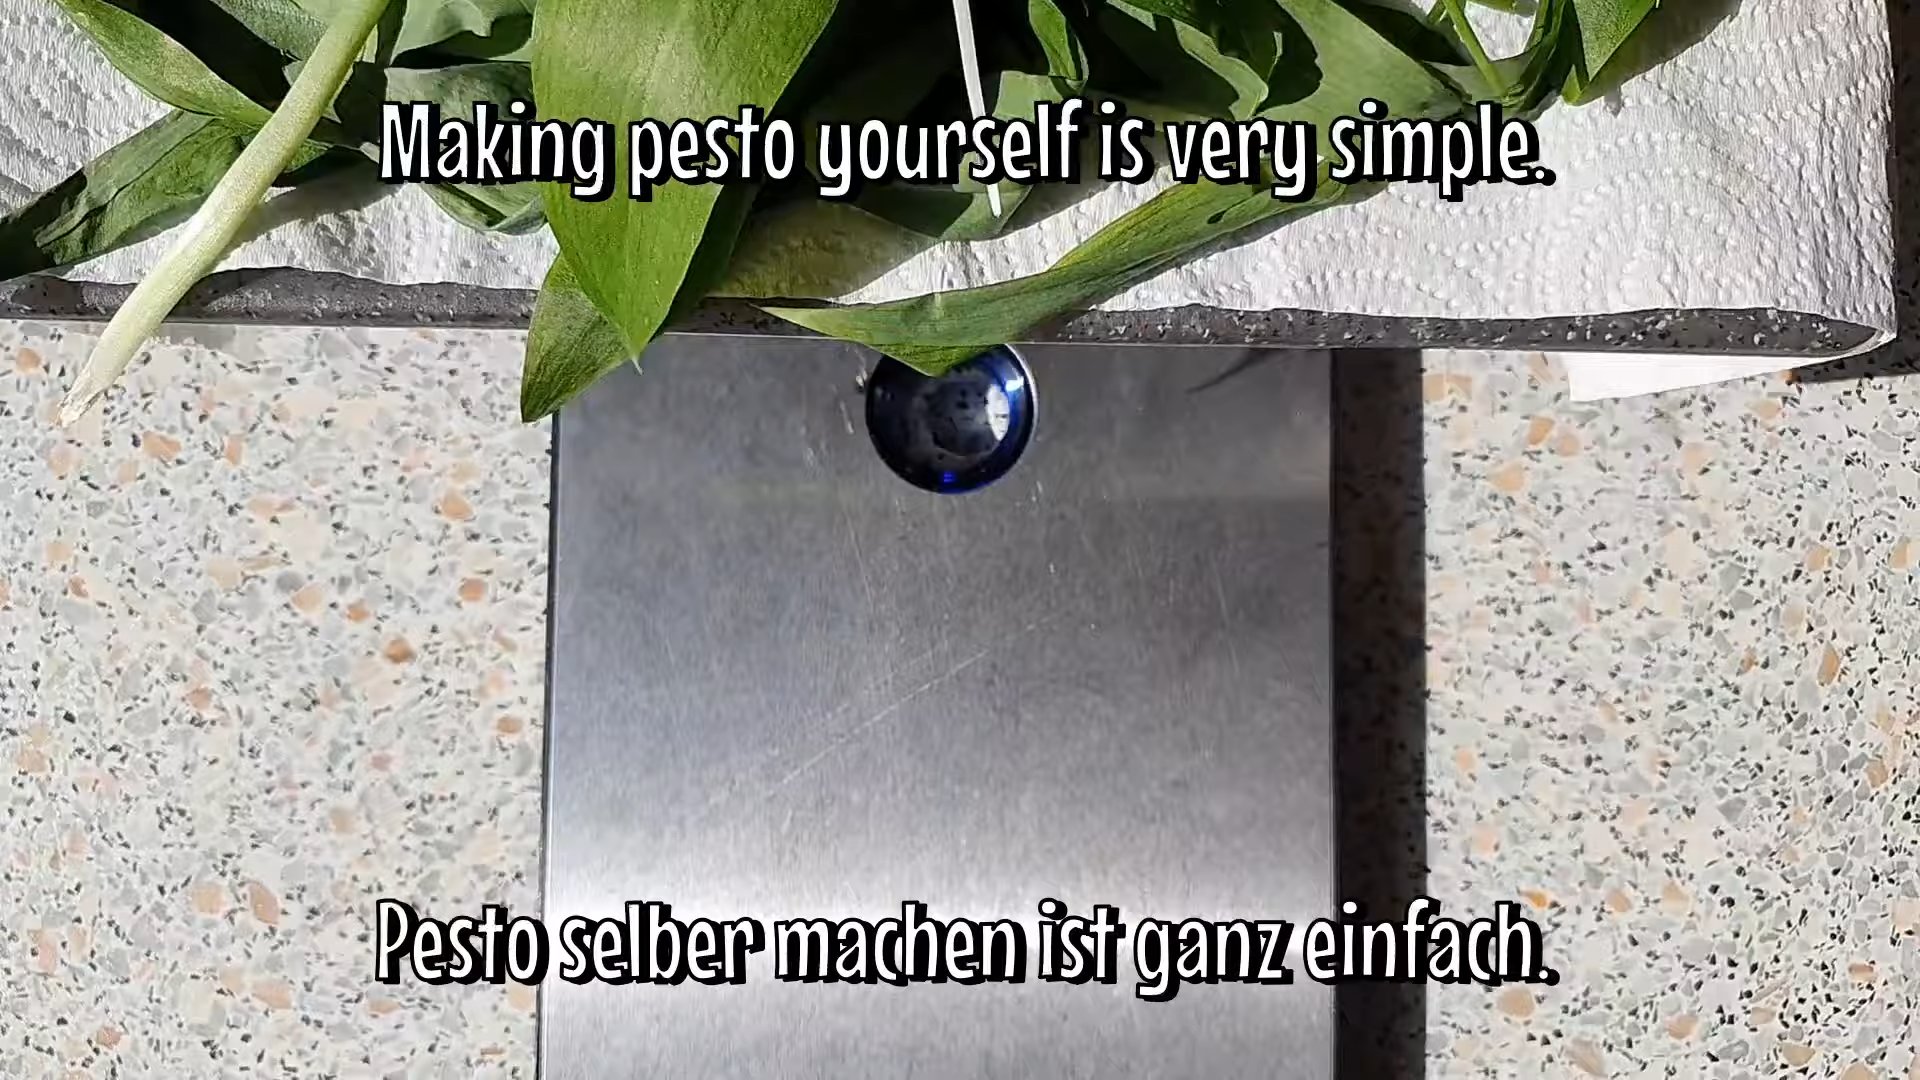 Making pesto yourself is very simple.
Pesto selber machen ist ganz einfach.